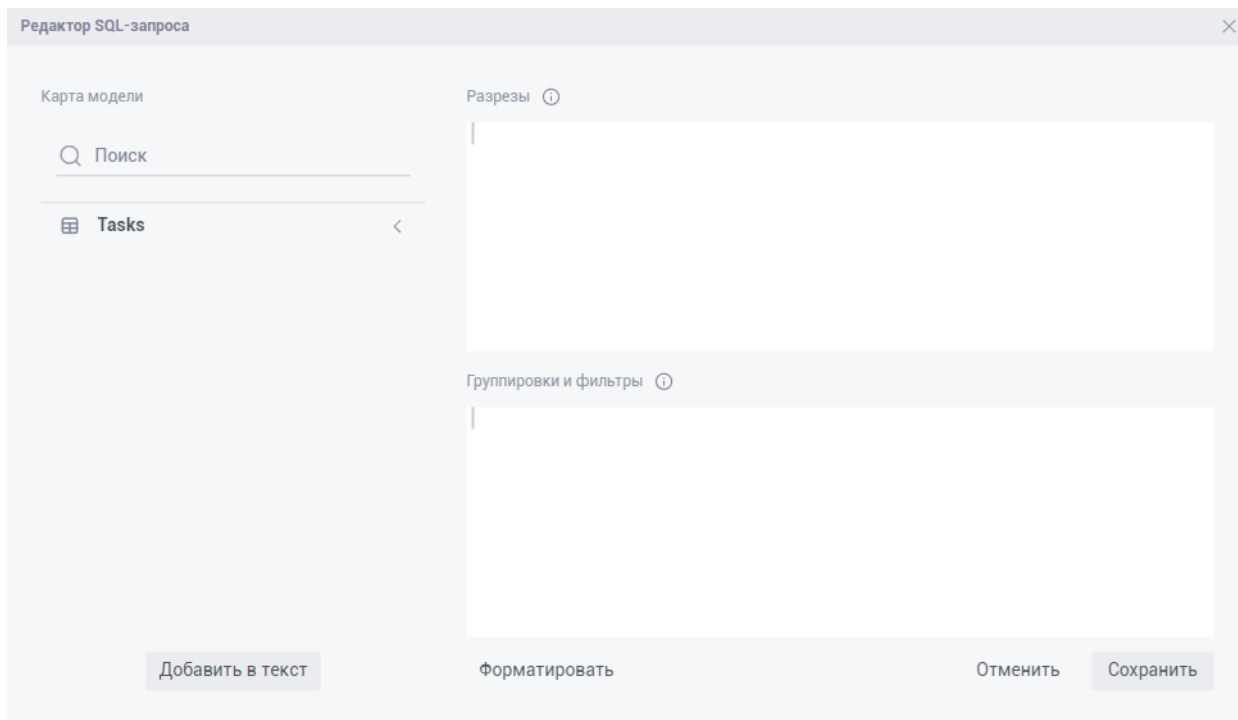 Редактор SQL-запроса
Карта модели
Поиск
Tasks
Добавить в текст
Разрезы
Группировки и фильтры
Форматировать
Отменить
Сохранить